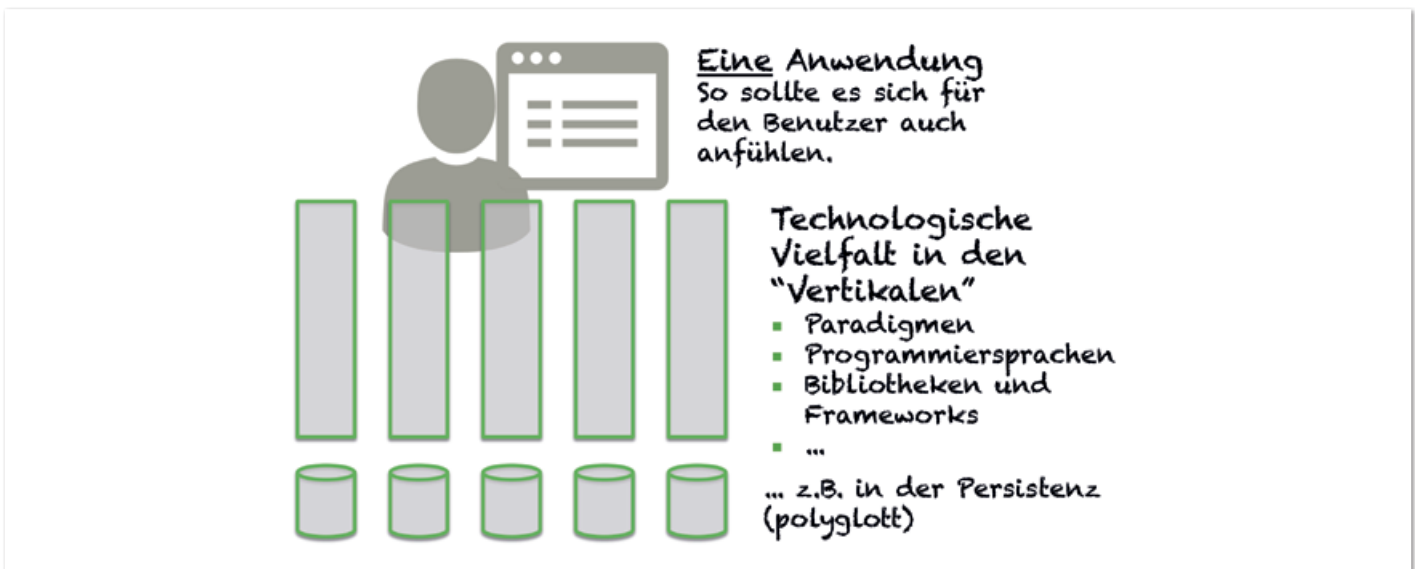 Eine Anwendung
So sollte es sich für
den Benutzer auch
anfühlen.
Technologische
Vielfalt in den
“Vertikalen”
▪ Paradigmen
▪ Programmiersprachen
▪ Bibliotheken und
Frameworks
▪ ...
... z.B. in der Persistenz
(polyglott)